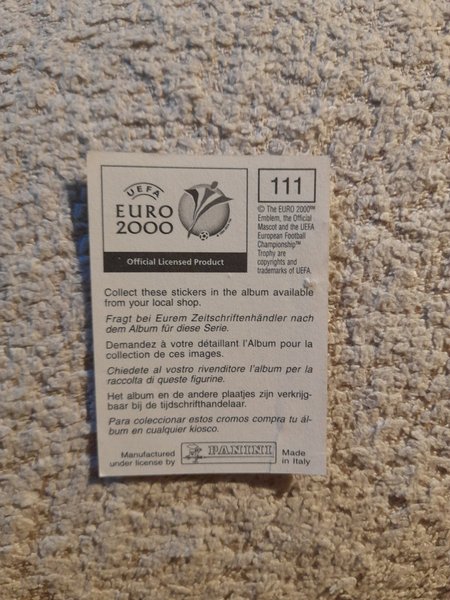 UEFA
EURO
2000
Official Licensed Product
111
© The EURO 2000™
Emblem, the Official
Mascot and the UEFA
European Football
Championship™
Trophy are
copyrights and
trademarks of UEFA.
Collect these stickers in the album available
from your local shop.
Fragt bei Eurem Zeitschriftenhändler nach
dem Album für diese Serie.
Demandez à votre détaillant l'Album pour la
collection de ces images.
Chiedete al vostro rivenditore l'album per la
raccolta di queste figurine.
Het album en de andere plaatjes zijn verkrijg-
baar bij de tijdschrifthandelaar.
Para coleccionar estos cromos compra tu ál-
bum en cualquier kiosco.
Manufactured
under license by
PANINI
Made
in Italy